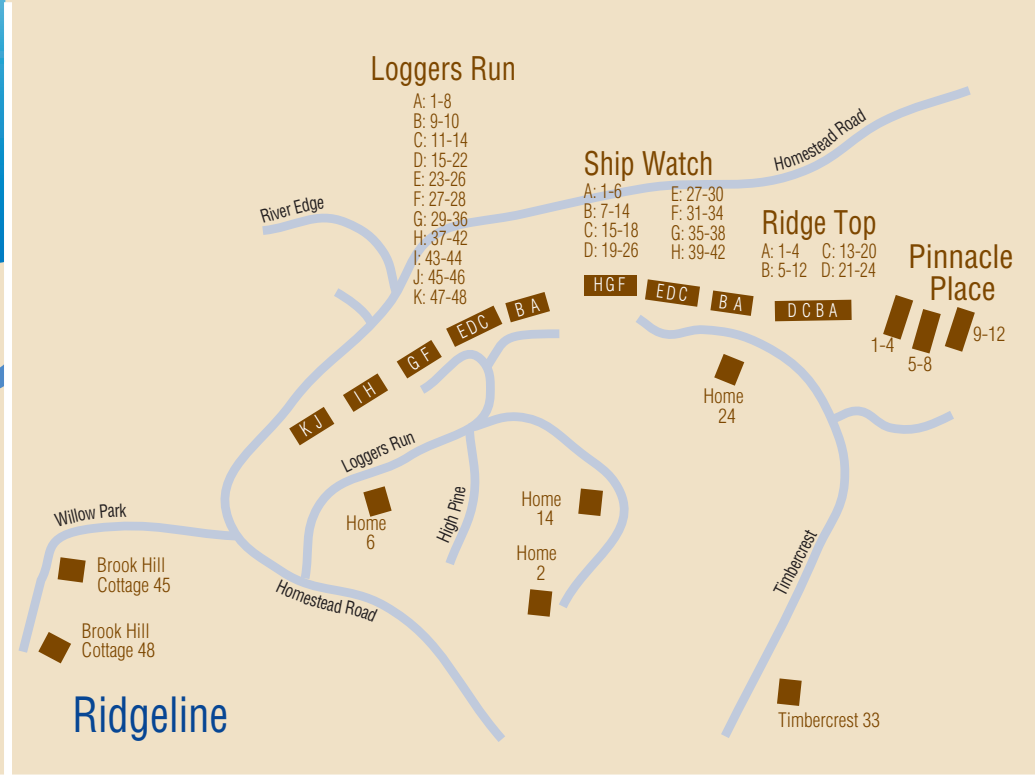 Loggers Run
A: 1-8
B: 9-10
C: 11-14
D: 15-22
E: 23-26
F: 27-28
G: 29-36
H: 37-42
I: 43-44
J: 45-46
K: 47-48
Homestead Road
Ship Watch
A: 1-6
B: 7-14
C: 15-18
D: 19-26
E: 27-30
F: 31-34
G: 35-38
H: 39-42
River Edge
Ridge Top
A: 1-4
B: 5-12
C: 13-20
D: 21-24
Pinnacle
Place
HGF
EDC
BA
DCBA
1-4
5-8
9-12
BA
EDC
GF
IH
KJ
Home
24
Loggers Run
Home
6
High Pine
Home
14
Home
2
Willow Park
Brook Hill
Cottage 45
Brook Hill
Cottage 48
Homestead Road
Timbercrest
Timbercrest 33
Ridgeline